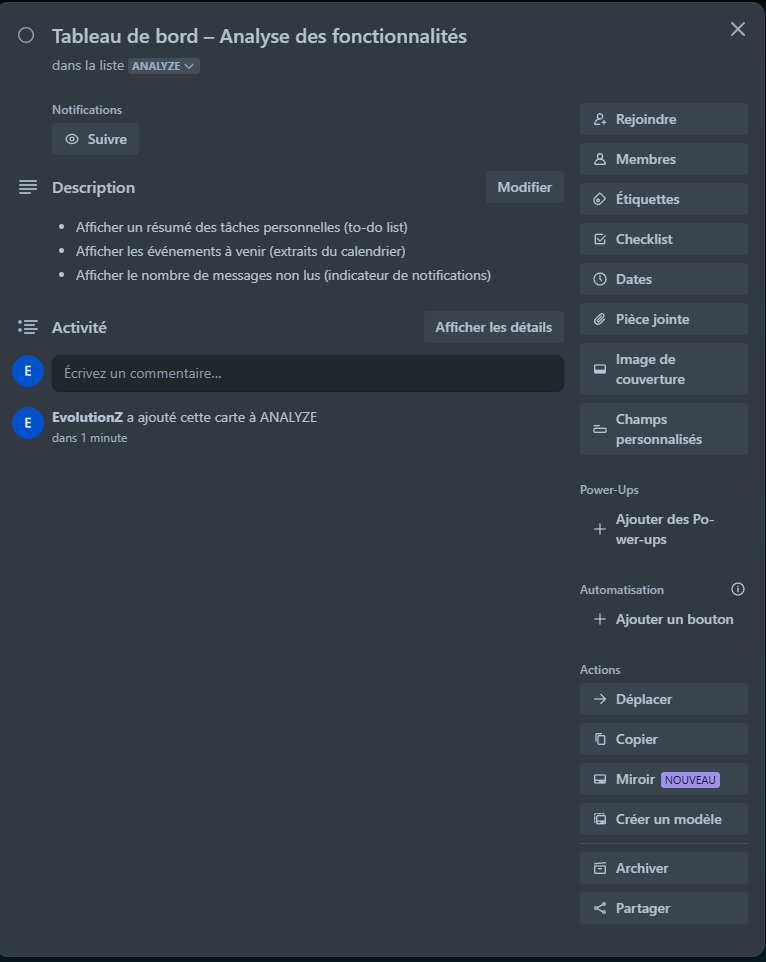 Tableau de bord – Analyse des fonctionnalités
dans la liste ANALYZE
Notifications
Suivre
Description
Modifier
Afficher un résumé des tâches personnelles (to-do list)
Afficher les événements à venir (extraits du calendrier)
Afficher le nombre de messages non lus (indicateur de notifications)
Activité
Afficher les détails
E
Écrivez un commentaire…
E
EvolutionZ a ajouté cette carte à ANALYZE
dans 1 minute
Rejoindre
Membres
Étiquettes
Checklist
Dates
Pièce jointe
Image de
couverture
Champs
personnalisés
Power-Ups
Ajouter des Po-
wer-ups
Automatisation
Ajouter un bouton
Actions
Déplacer
Copier
Miroir NOUVEAU
Créer un modèle
Archiver
Partager